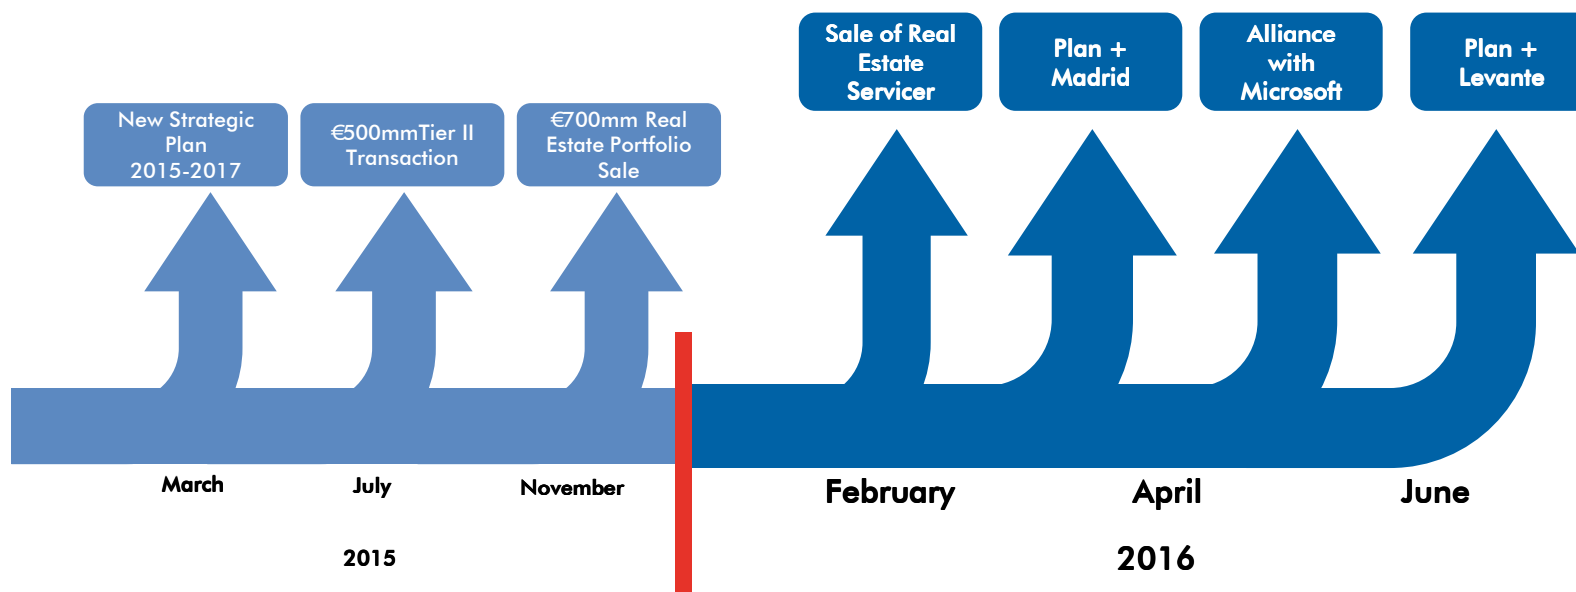 New Strategic
Plan
2015-2017
€500mmTier II
Transaction
€700mm Real
Estate Portfolio
Sale
Sale of Real
Estate
Servicer
Plan +
Madrid
Alliance
with
Microsoft
Plan +
Levante
March
July
November
February
April
June
2015
2016